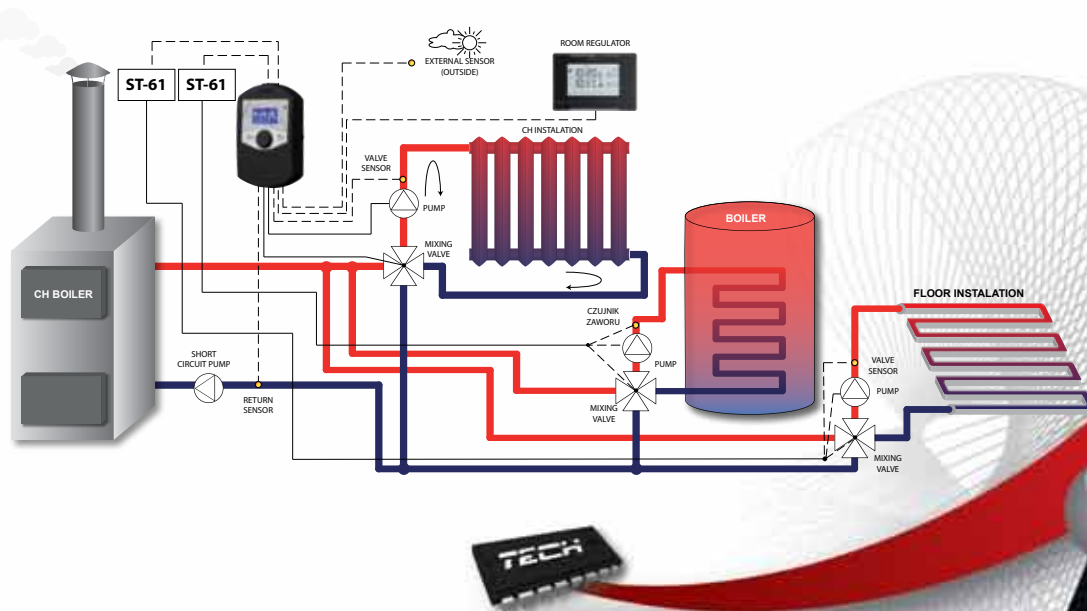 ST-61
ST-61
EXTERNAL SENSOR
(OUTSIDE)
ROOM REGULATOR
CH INSTALATION
VALVE
SENSOR
PUMP
MIXING
VALVE
BOILER
CH BOILER
FLOOR INSTALATION
CZUJNIK
ZAWORU
SHORT
CIRCUIT PUMP
PUMP
VALVE
SENSOR
PUMP
RETURN
SENSOR
MIXING
VALVE
MIXING
VALVE
TECH